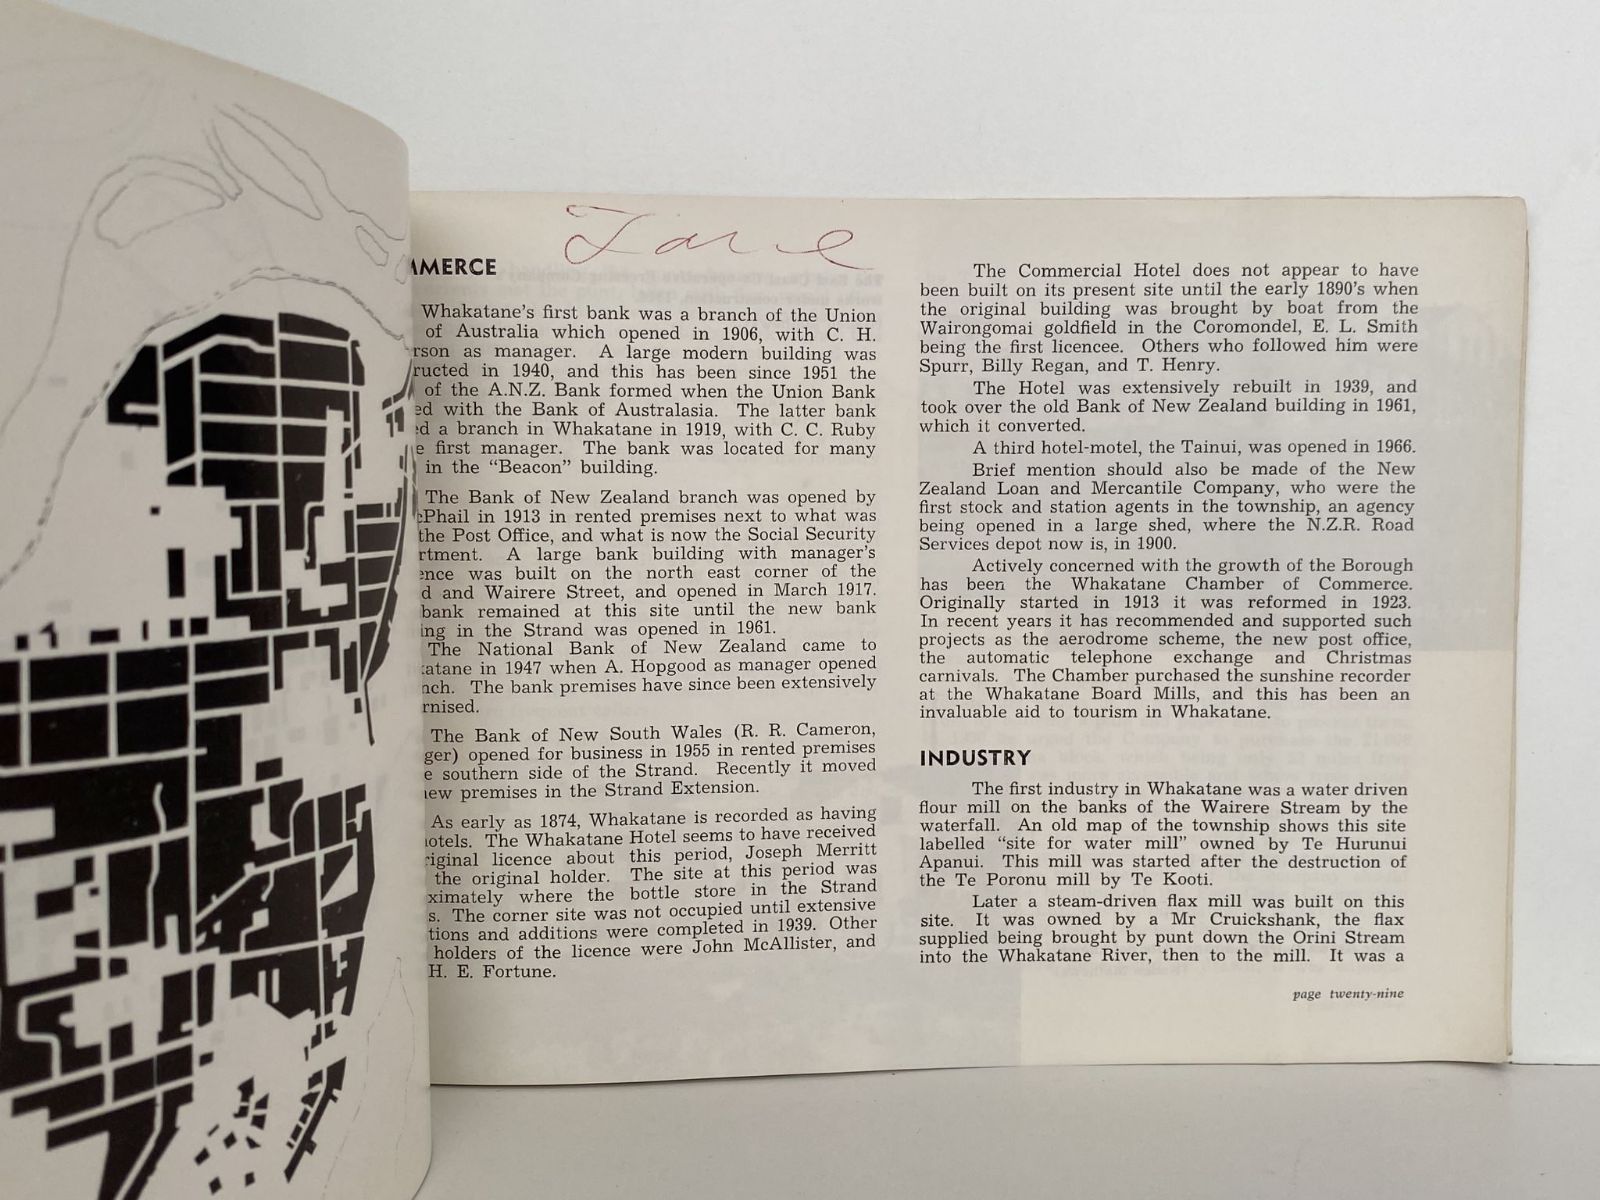 Tane
MMERCE
Whakatane's first bank was a branch of the Union
of Australia which opened in 1906, with C. H.
rson as manager. A large modern building was
ructed in 1940, and this has been since 1951 the
of the A.N.Z. Bank formed when the Union Bank
ed with the Bank of Australasia. The latter bank
ed a branch in Whakatane in 1919, with C. C. Ruby
e first manager. The bank was located for many
in the "Beacon" building.
The Bank of New Zealand branch was opened by
cPhail in 1913 in rented premises next to what was
the Post Office, and what is now the Social Security
rtment. A large bank building with manager's
ence was built on the north east corner of the
d and Wairere Street, and opened in March 1917.
bank remained at this site until the new bank
ing in the Strand was opened in 1961.
The National Bank of New Zealand came to
katane in 1947 when A. Hopgood as manager opened
nch. The bank premises have since been extensively
rnised.
The Bank of New South Wales (R. R. Cameron,
ger) opened for business in 1955 in rented premises
e southern side of the Strand. Recently it moved
new premises in the Strand Extension.
As early as 1874, Whakatane is recorded as having
otels. The Whakatane Hotel seems to have received
riginal licence about this period, Joseph Merritt
the original holder. The site at this period was
ximately where the bottle store in the Strand
s. The corner site was not occupied until extensive
tions and additions were completed in 1939. Other
holders of the licence were John McAllister, and
H. E. Fortune.
The Commercial Hotel does not appear to have
been built on its present site until the early 1890's when
the original building was brought by boat from the
Wairongomai goldfield in the Coromondel, E. L. Smith
being the first licencee. Others who followed him were
Spurr, Billy Regan, and T. Henry.
The Hotel was extensively rebuilt in 1939, and
took over the old Bank of New Zealand building in 1961,
which it converted.
A third hotel-motel, the Tainui, was opened in 1966.
Brief mention should also be made of the New
Zealand Loan and Mercantile Company, who were the
first stock and station agents in the township, an agency
being opened in a large shed, where the N.Z.R. Road
Services depot now is, in 1900.
Actively concerned with the growth of the Borough
has been the Whakatane Chamber of Commerce.
Originally started in 1913 it was reformed in 1923.
In recent years it has recommended and supported such
projects as the aerodrome scheme, the new post office,
the automatic telephone exchange and Christmas
carnivals. The Chamber purchased the sunshine recorder
at the Whakatane Board Mills, and this has been an
invaluable aid to tourism in Whakatane.
INDUSTRY
The first industry in Whakatane was a water driven
flour mill on the banks of the Wairere Stream by the
waterfall. An old map of the township shows this site
labelled "site for water mill" owned by Te Hurunui
Apanui. This mill was started after the destruction of
the Te Poronu mill by Te Kooti.
Later a steam-driven flax mill was built on this
site. It was owned by a Mr Cruickshank, the flax
supplied being brought by punt down the Orini Stream
into the Whakatane River, then to the mill. It was a
page twenty-nine